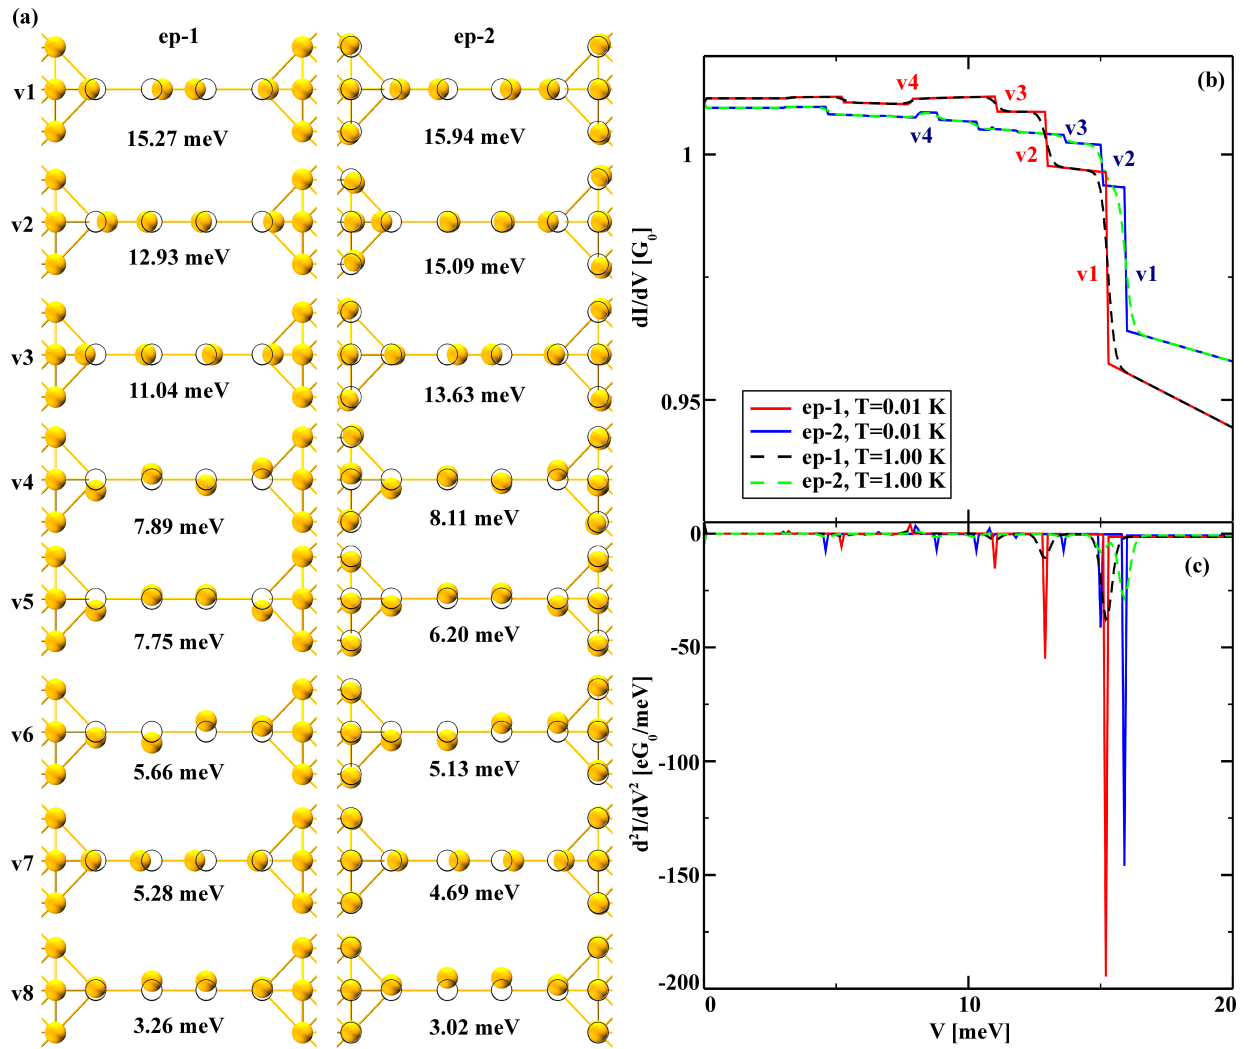 (a)
ep-1 ep-2
v1
15.27 meV 15.94 meV
v2
12.93 meV 15.09 meV
v3
11.04 meV 13.63 meV
v4
7.89 meV 8.11 meV
v5
7.75 meV 6.20 meV
v6
5.66 meV 5.13 meV
v7
5.28 meV 4.69 meV
v8
3.26 meV 3.02 meV
(b)
v4 v3
v3
v4 v2 v2
v1 v1
1
0.95
dI/dV [G₀]
ep-1, T=0.01 K
ep-2, T=0.01 K
ep-1, T=1.00 K
ep-2, T=1.00 K
(c)
0
-50
-100
-150
-200
d²I/dV² [eG₀/meV]
0 10 20
V [meV]